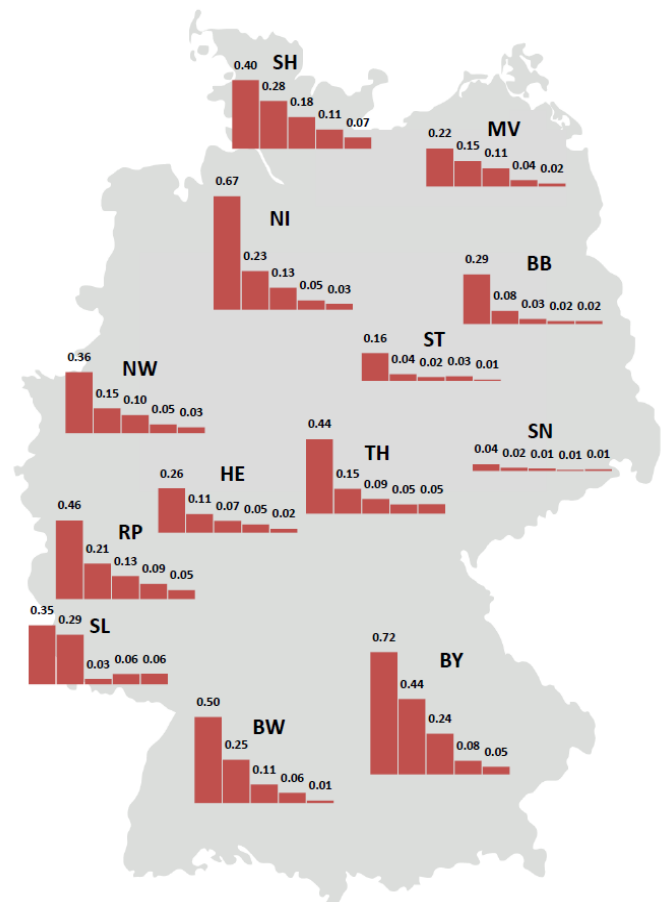 SH
0.40 0.28 0.18 0.11 0.07
MV
0.22 0.15 0.11 0.04 0.02
NI
0.67 0.23 0.13 0.05 0.03
BB
0.29 0.08 0.03 0.02 0.02
ST
0.16 0.04 0.02 0.03 0.01
NW
0.36 0.15 0.10 0.05 0.03
TH
0.44 0.15 0.09 0.05 0.05
SN
0.04 0.02 0.01 0.01 0.01
HE
0.26 0.11 0.07 0.05 0.02
RP
0.46 0.21 0.13 0.09 0.05
SL
0.35 0.29 0.03 0.06 0.06
BY
0.72 0.44 0.24 0.08 0.05
BW
0.50 0.25 0.11 0.06 0.01